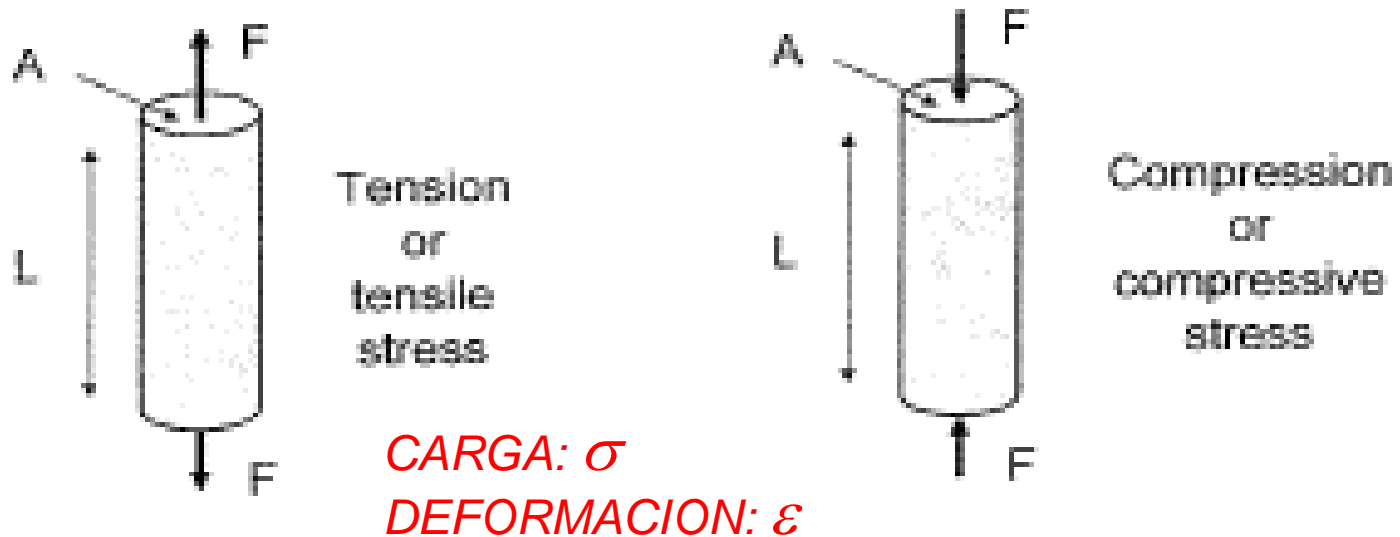 A
F
L
Tension
or
tensile
stress
F
A
F
L
Compression
or
compressive
stress
F
CARGA: σ
DEFORMACION: ε